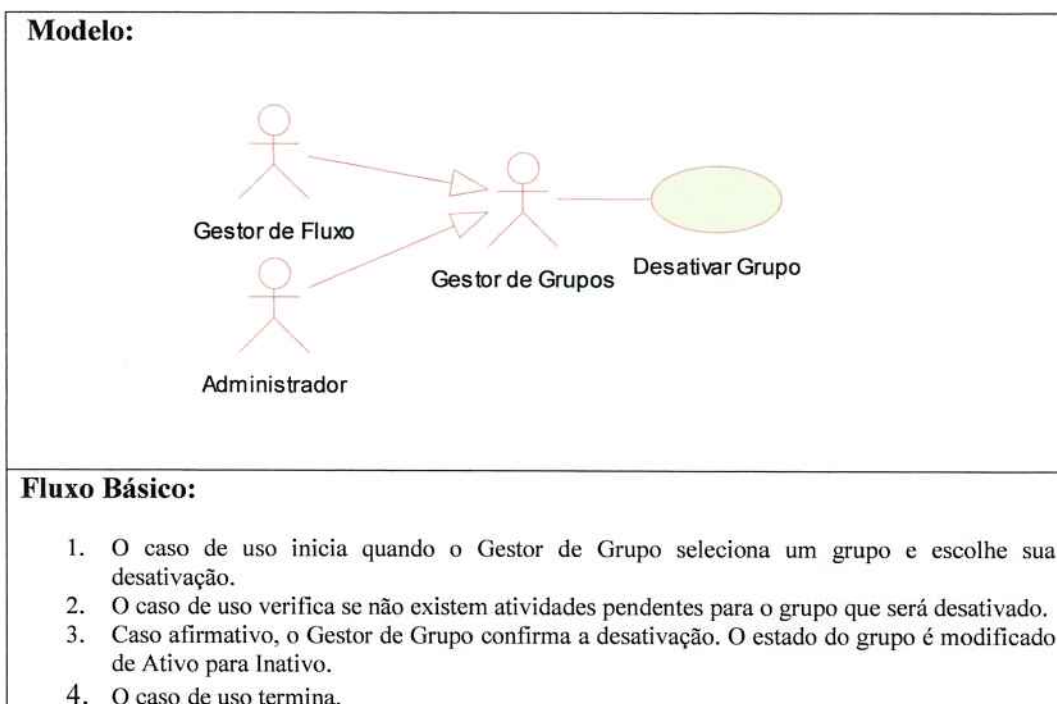 Modelo:
Gestor de Fluxo
Gestor de Grupos
Desativar Grupo
Administrador
Fluxo Básico:
1. O caso de uso inicia quando o Gestor de Grupo seleciona um grupo e escolhe sua
desativação.
2. O caso de uso verifica se não existem atividades pendentes para o grupo que será desativado.
3. Caso afirmativo, o Gestor de Grupo confirma a desativação. O estado do grupo é modificado
de Ativo para Inativo.
4. O caso de uso termina.